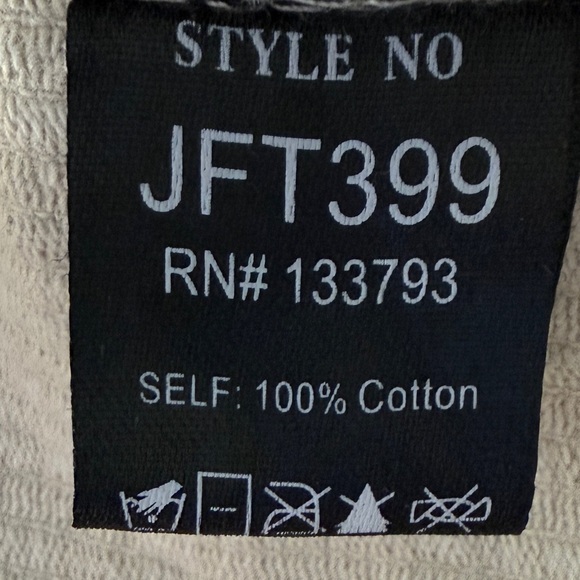 STYLE NO
JFT399
RN# 133793
SELF: 100% Cotton